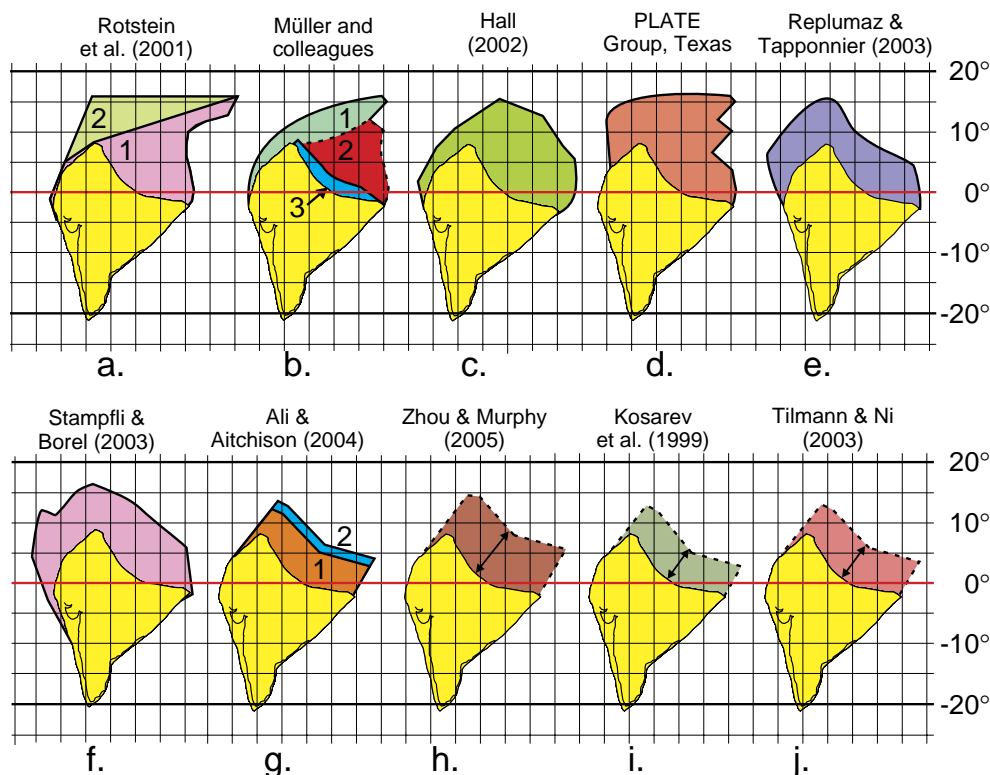 Rotstein
et al. (2001)
Müller and
colleagues
Hall
(2002)
PLATE
Group, Texas
Replumaz &
Tapponnier (2003)
20°
10°
0°
-10°
-20°
2
1
1
2
3
a.
b.
c.
d.
e.
Stampfli &
Borel (2003)
Ali &
Aitchison (2004)
Zhou & Murphy
(2005)
Kosarev
et al. (1999)
Tilmann & Ni
(2003)
20°
10°
0°
-10°
-20°
2
1
f.
g.
h.
i.
j.